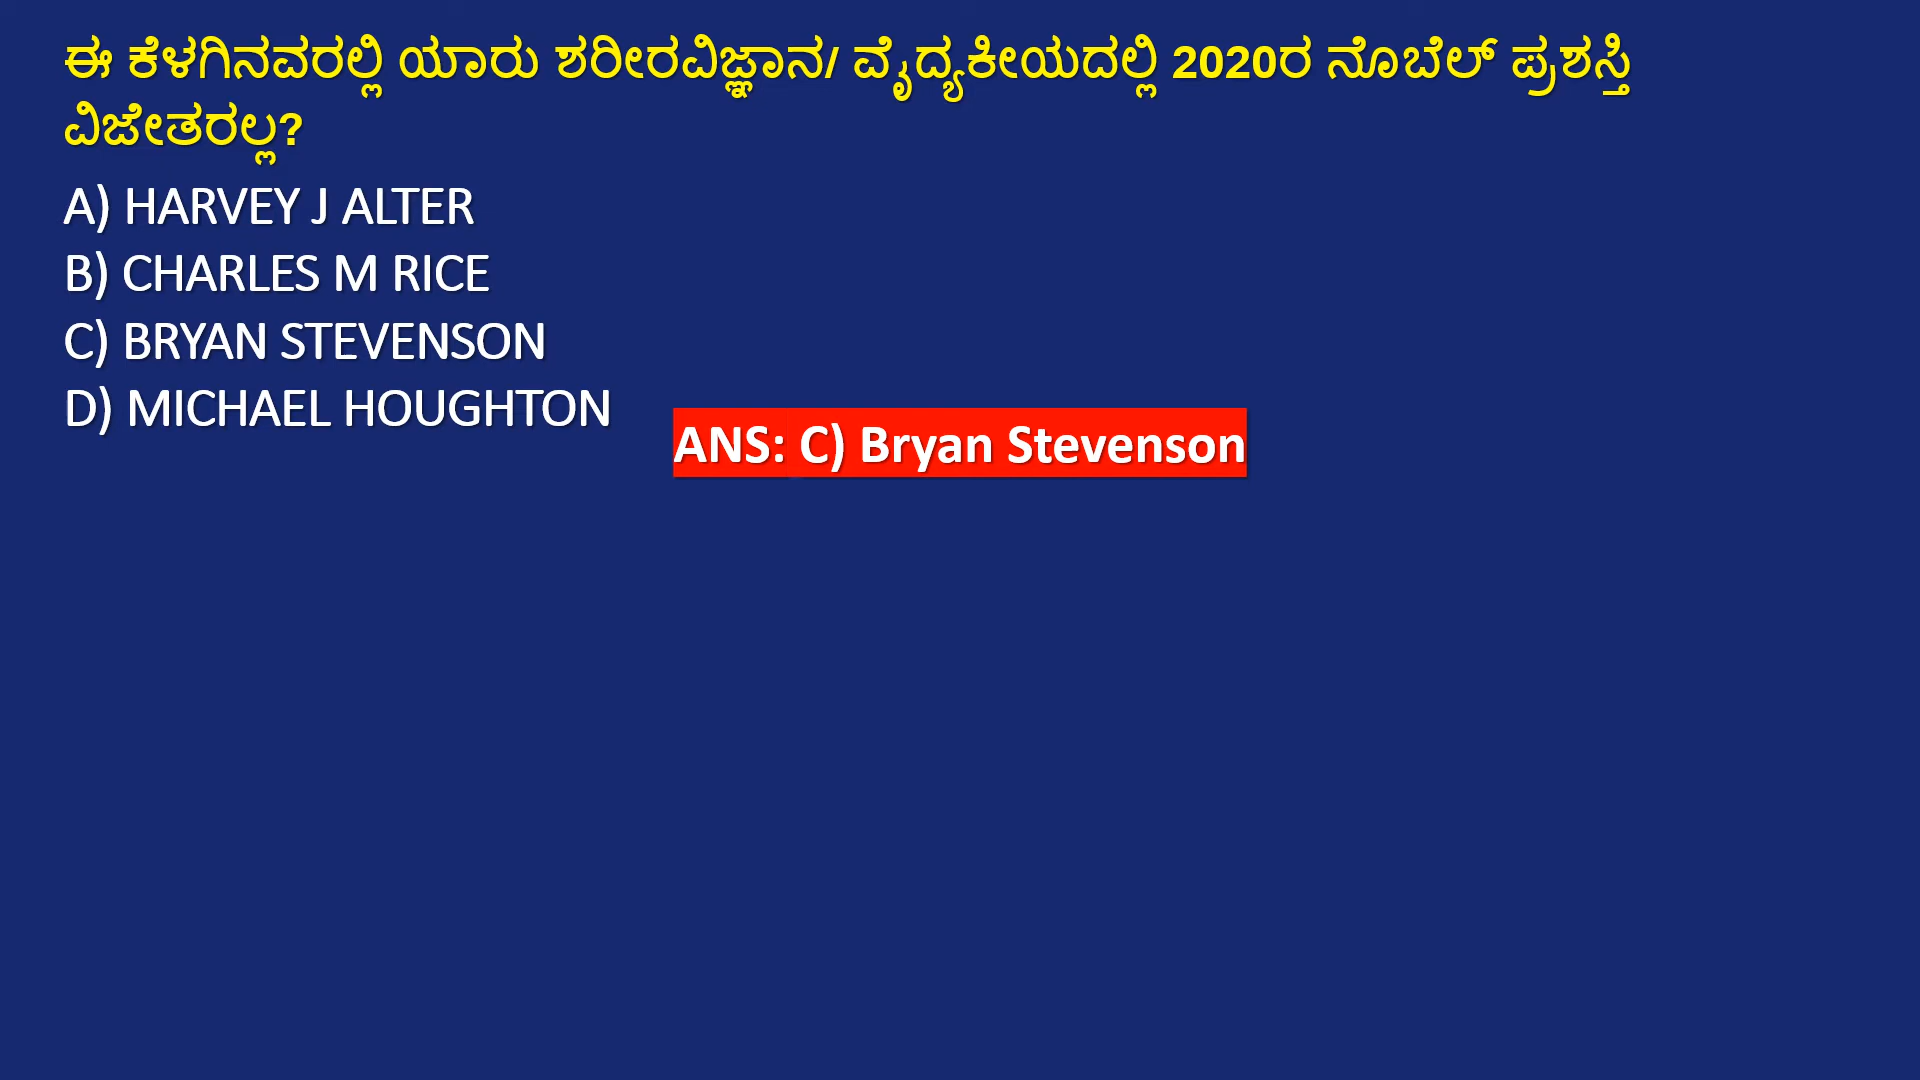 ಈ ಕೆಳಗಿನವರಲ್ಲಿ ಯಾರು ಶರೀರವಿಜ್ಞಾನ/ ವೈದ್ಯಕೀಯದಲ್ಲಿ 2020ರ ನೊಬೆಲ್ ಪ್ರಶಸ್ತಿ
ವಿಜೇತರಲ್ಲ?
A) HARVEY J ALTER
B) CHARLES M RICE
C) BRYAN STEVENSON
D) MICHAEL HOUGHTON
ANS: C) Bryan Stevenson